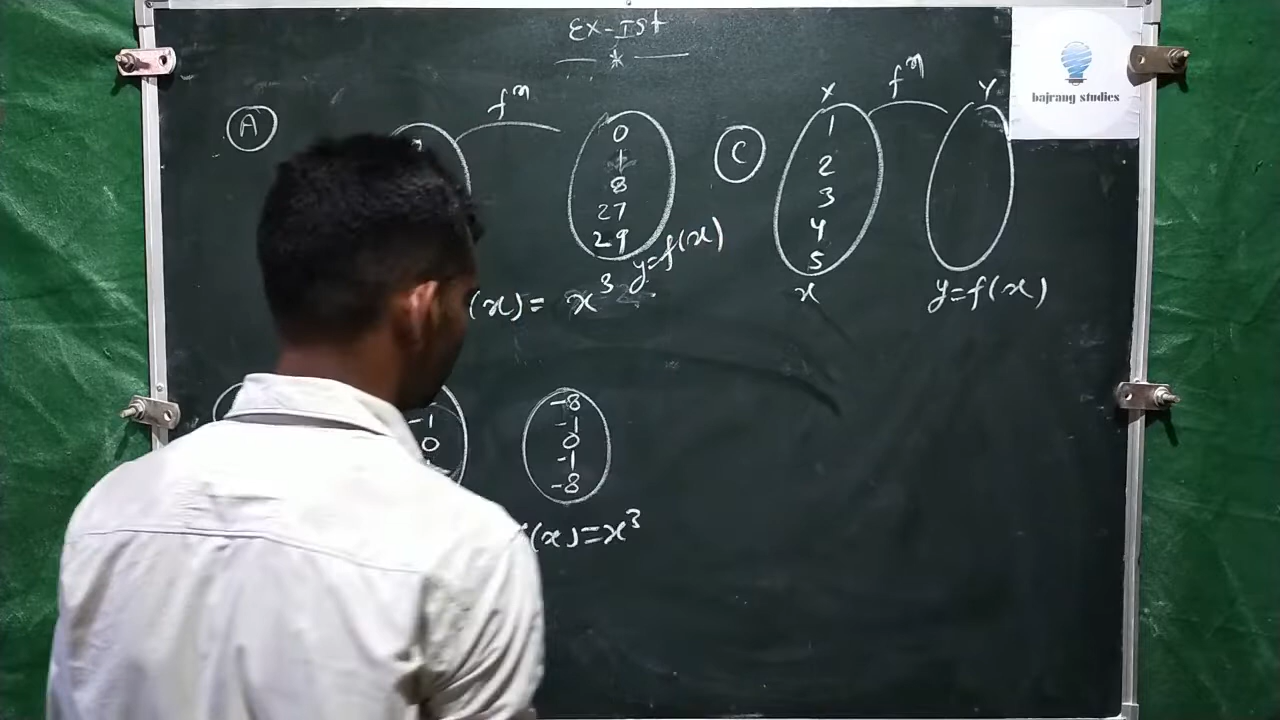 EX-Ist
*
bajrang studies
A
fⁿ
0
1
8
27
29
y=f(x)
(x) = x³
C
X
fⁿ
Y
1
2
3
4
5
x
y=f(x)
-1
0
-8
-1
0
-1
-8
(x)=x³